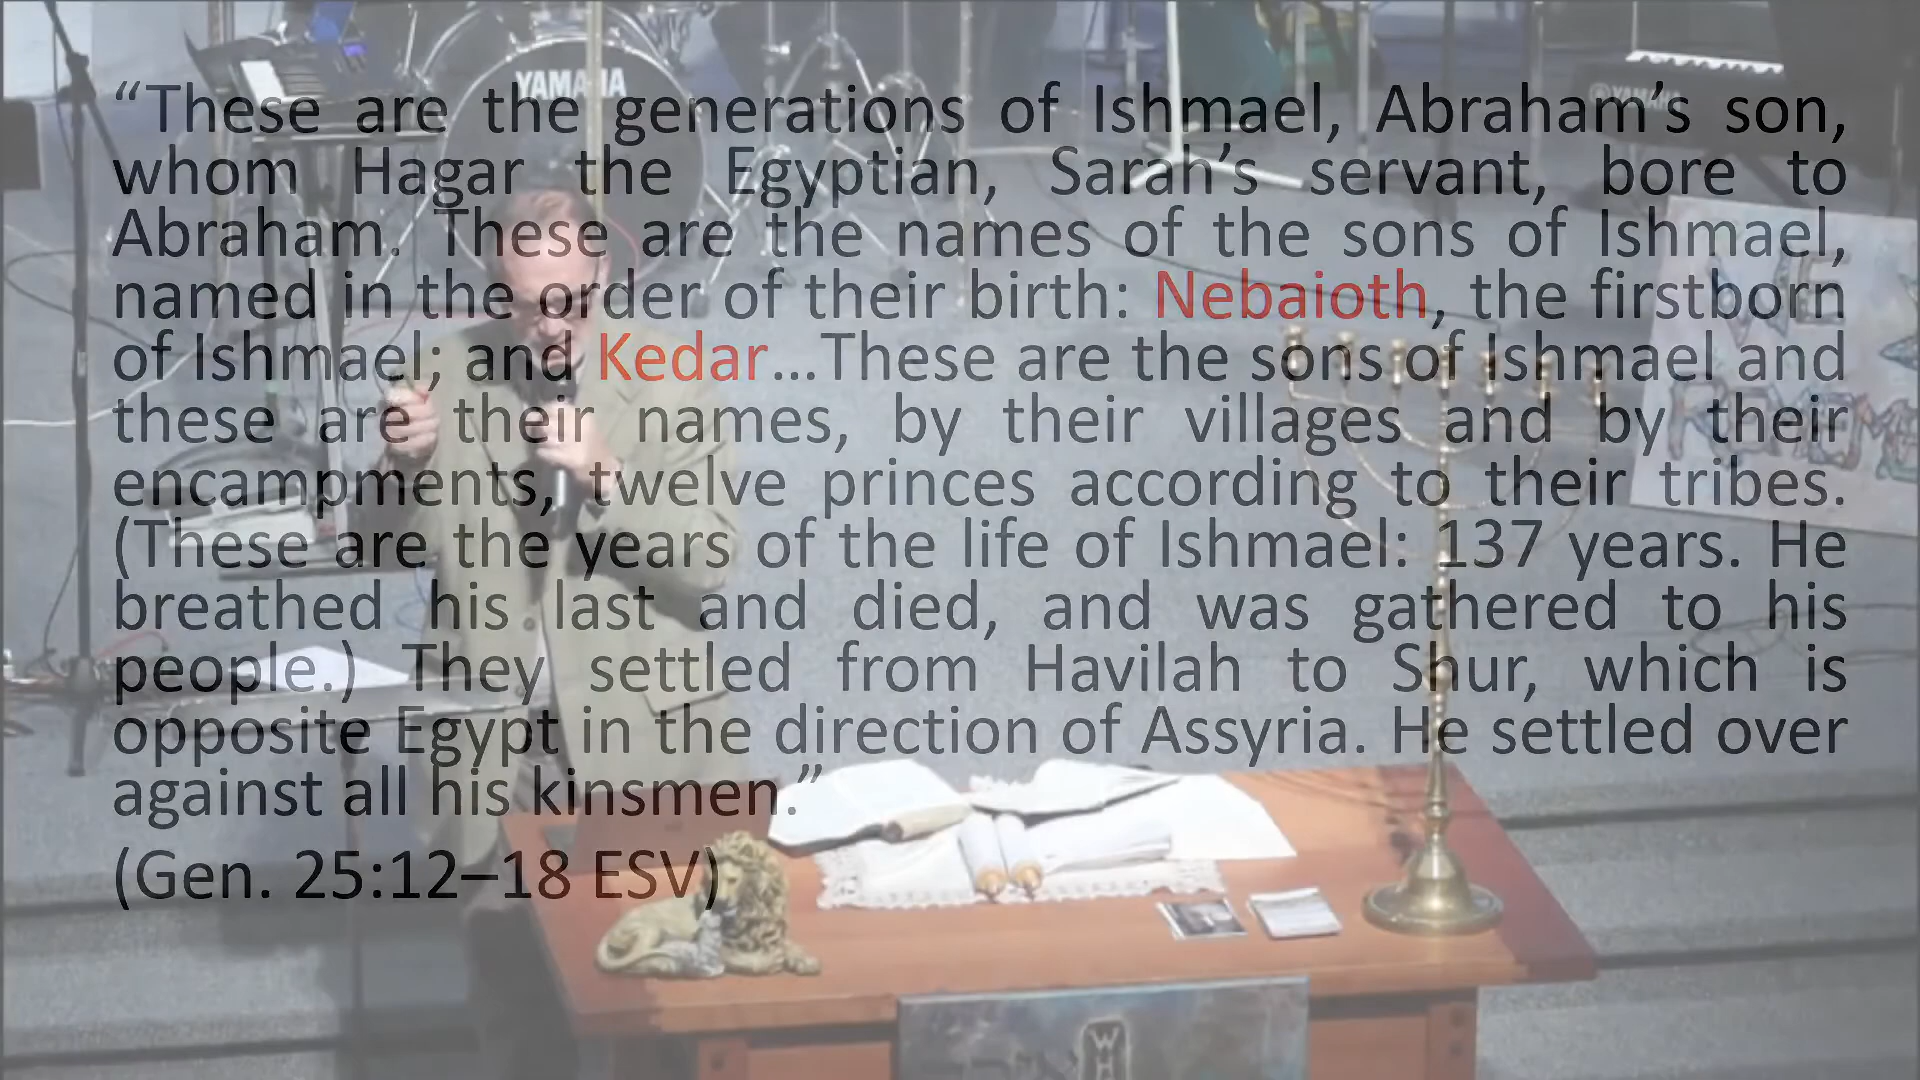 YAMAHA
YAMAHA
“These are the generations of Ishmael, Abraham’s son,
whom Hagar the Egyptian, Sarah’s servant, bore to
Abraham. These are the names of the sons of Ishmael,
named in the order of their birth: Nebaioth, the firstborn
of Ishmael; and Kedar...These are the sons of Ishmael and
these are their names, by their villages and by their
encampments, twelve princes according to their tribes.
(These are the years of the life of Ishmael: 137 years. He
breathed his last and died, and was gathered to his
people.) They settled from Havilah to Shur, which is
opposite Egypt in the direction of Assyria. He settled over
against all his kinsmen.”
(Gen. 25:12–18 ESV)